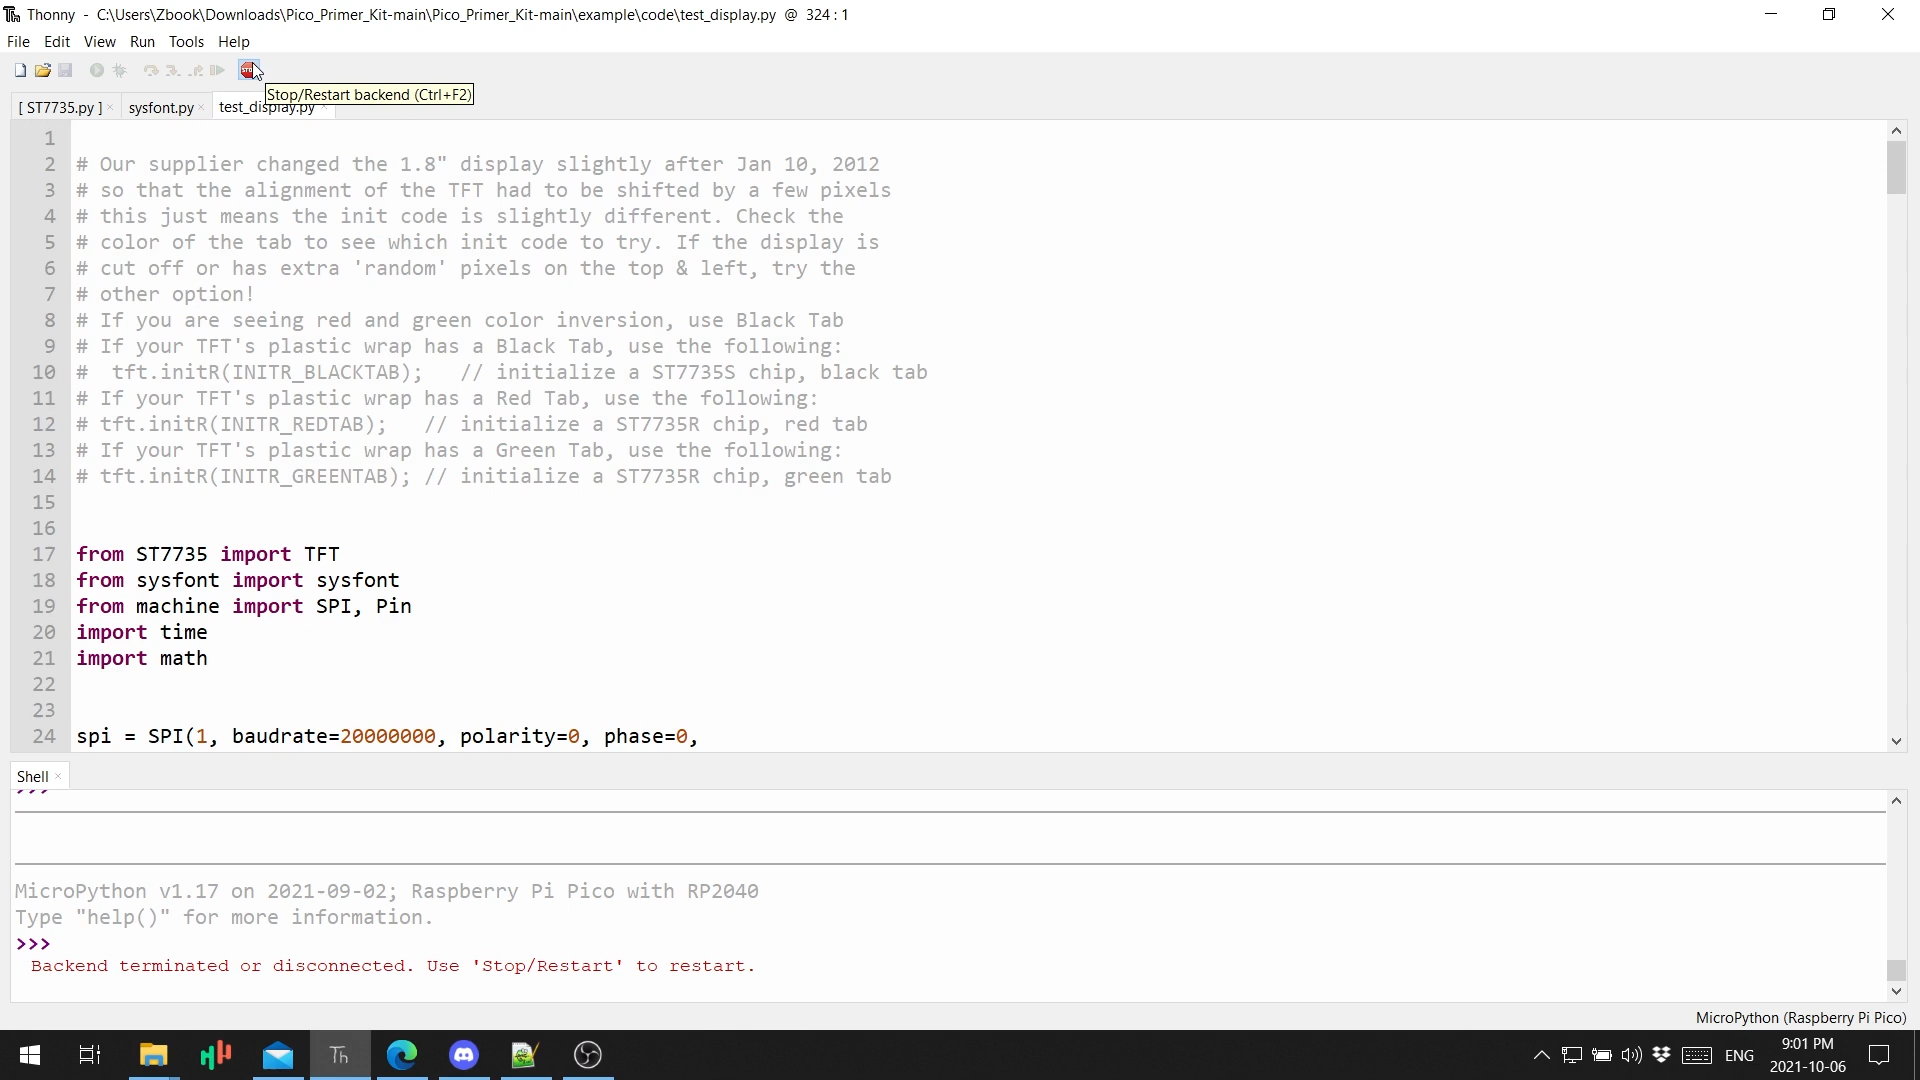 Thonny - C:\Users\Zbook\Downloads\Pico_Primer_Kit-main\Pico_Primer_Kit-main\example\code\test_display.py @ 324 : 1
File Edit View Run Tools Help
Stop/Restart backend (Ctrl+F2)
[ ST7735.py ] × sysfont.py × test_display.py ×
1
2 # Our supplier changed the 1.8" display slightly after Jan 10, 2012
3 # so that the alignment of the TFT had to be shifted by a few pixels
4 # this just means the init code is slightly different. Check the
5 # color of the tab to see which init code to try. If the display is
6 # cut off or has extra 'random' pixels on the top & left, try the
7 # other option!
8 # If you are seeing red and green color inversion, use Black Tab
9 # If your TFT's plastic wrap has a Black Tab, use the following:
10 #  tft.initR(INITR_BLACKTAB);   // initialize a ST7735S chip, black tab
11 # If your TFT's plastic wrap has a Red Tab, use the following:
12 # tft.initR(INITR_REDTAB);   // initialize a ST7735R chip, red tab
13 # If your TFT's plastic wrap has a Green Tab, use the following:
14 # tft.initR(INITR_GREENTAB); // initialize a ST7735R chip, green tab
15
16
17 from ST7735 import TFT
18 from sysfont import sysfont
19 from machine import SPI, Pin
20 import time
21 import math
22
23
24 spi = SPI(1, baudrate=20000000, polarity=0, phase=0,
Shell ×
>>>
MicroPython v1.17 on 2021-09-02; Raspberry Pi Pico with RP2040
Type "help()" for more information.
>>>
Backend terminated or disconnected. Use 'Stop/Restart' to restart.
MicroPython (Raspberry Pi Pico)
Th
ENG
9:01 PM
2021-10-06